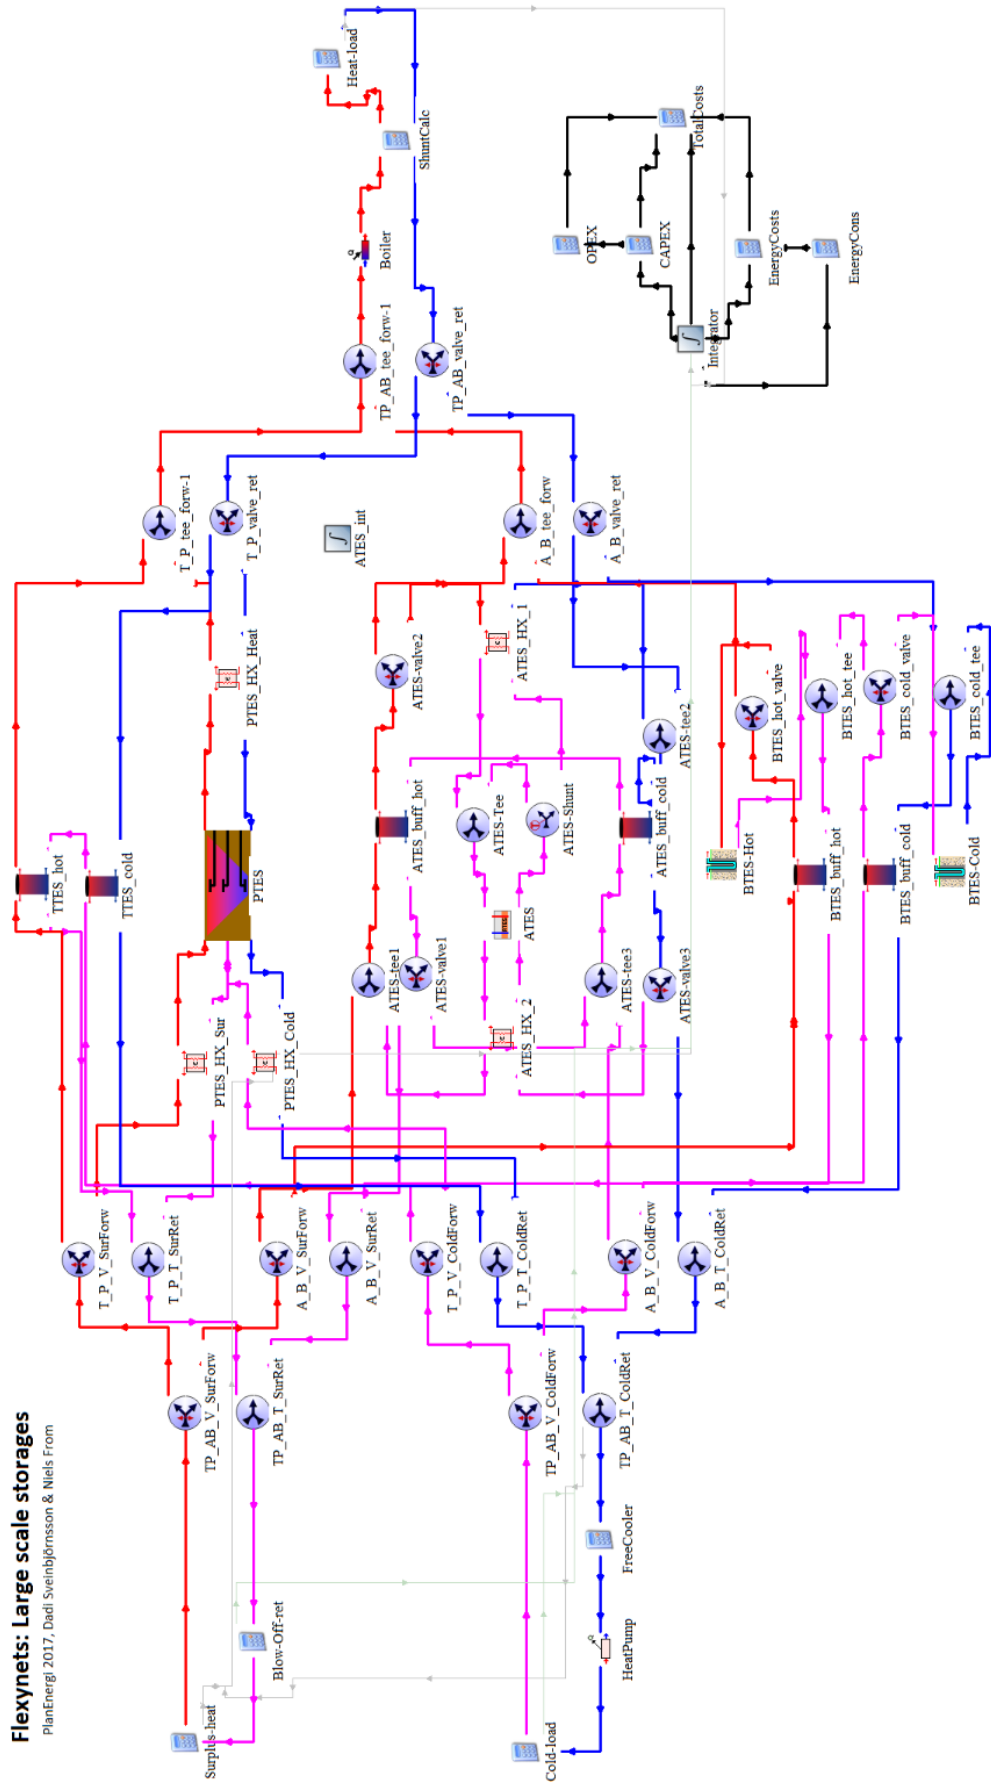 Flexynets: Large scale storages
PlanEnergi 2017, Dadi Sveinbjörnsson & Niels From
TTES_hot
T_P_V_SurForw
TTES_cold
T_P_T_SurRet
T_P_tee_forw-1
Surplus-heat
TP_AB_V_SurForw
PTES_HX_Sur
PTES
PTES_HX_Heat
T_P_valve_ret
Blow-Off-ret
TP_AB_T_SurRet
PTES_HX_Cold
A_B_V_SurForw
Heat-load
ATES_int
A_B_V_SurRet
ATES-tee1
TP_AB_tee_forw-1
Boiler
ATES-valve1
ATES_buff_hot
ATES-valve2
ShuntCalc
T_P_V_ColdForw
TP_AB_valve_ret
ATES-Tee
T_P_T_ColdRet
ATES_HX_2
ATES
ATES_HX_1
Cold-load
TP_AB_V_ColdForw
ATES-Shunt
A_B_tee_forw
OPEX
HeatPump
FreeCooler
TP_AB_T_ColdRet
ATES-tee3
A_B_valve_ret
A_B_V_ColdForw
ATES_buff_cold
CAPEX
ATES-valve3
ATES-tee2
TotalCosts
A_B_T_ColdRet
Integrator
BTES-Hot
BTES_hot_valve
EnergyCosts
BTES_buff_hot
BTES_hot_tee
EnergyCons
BTES_buff_cold
BTES_cold_valve
BTES-Cold
BTES_cold_tee